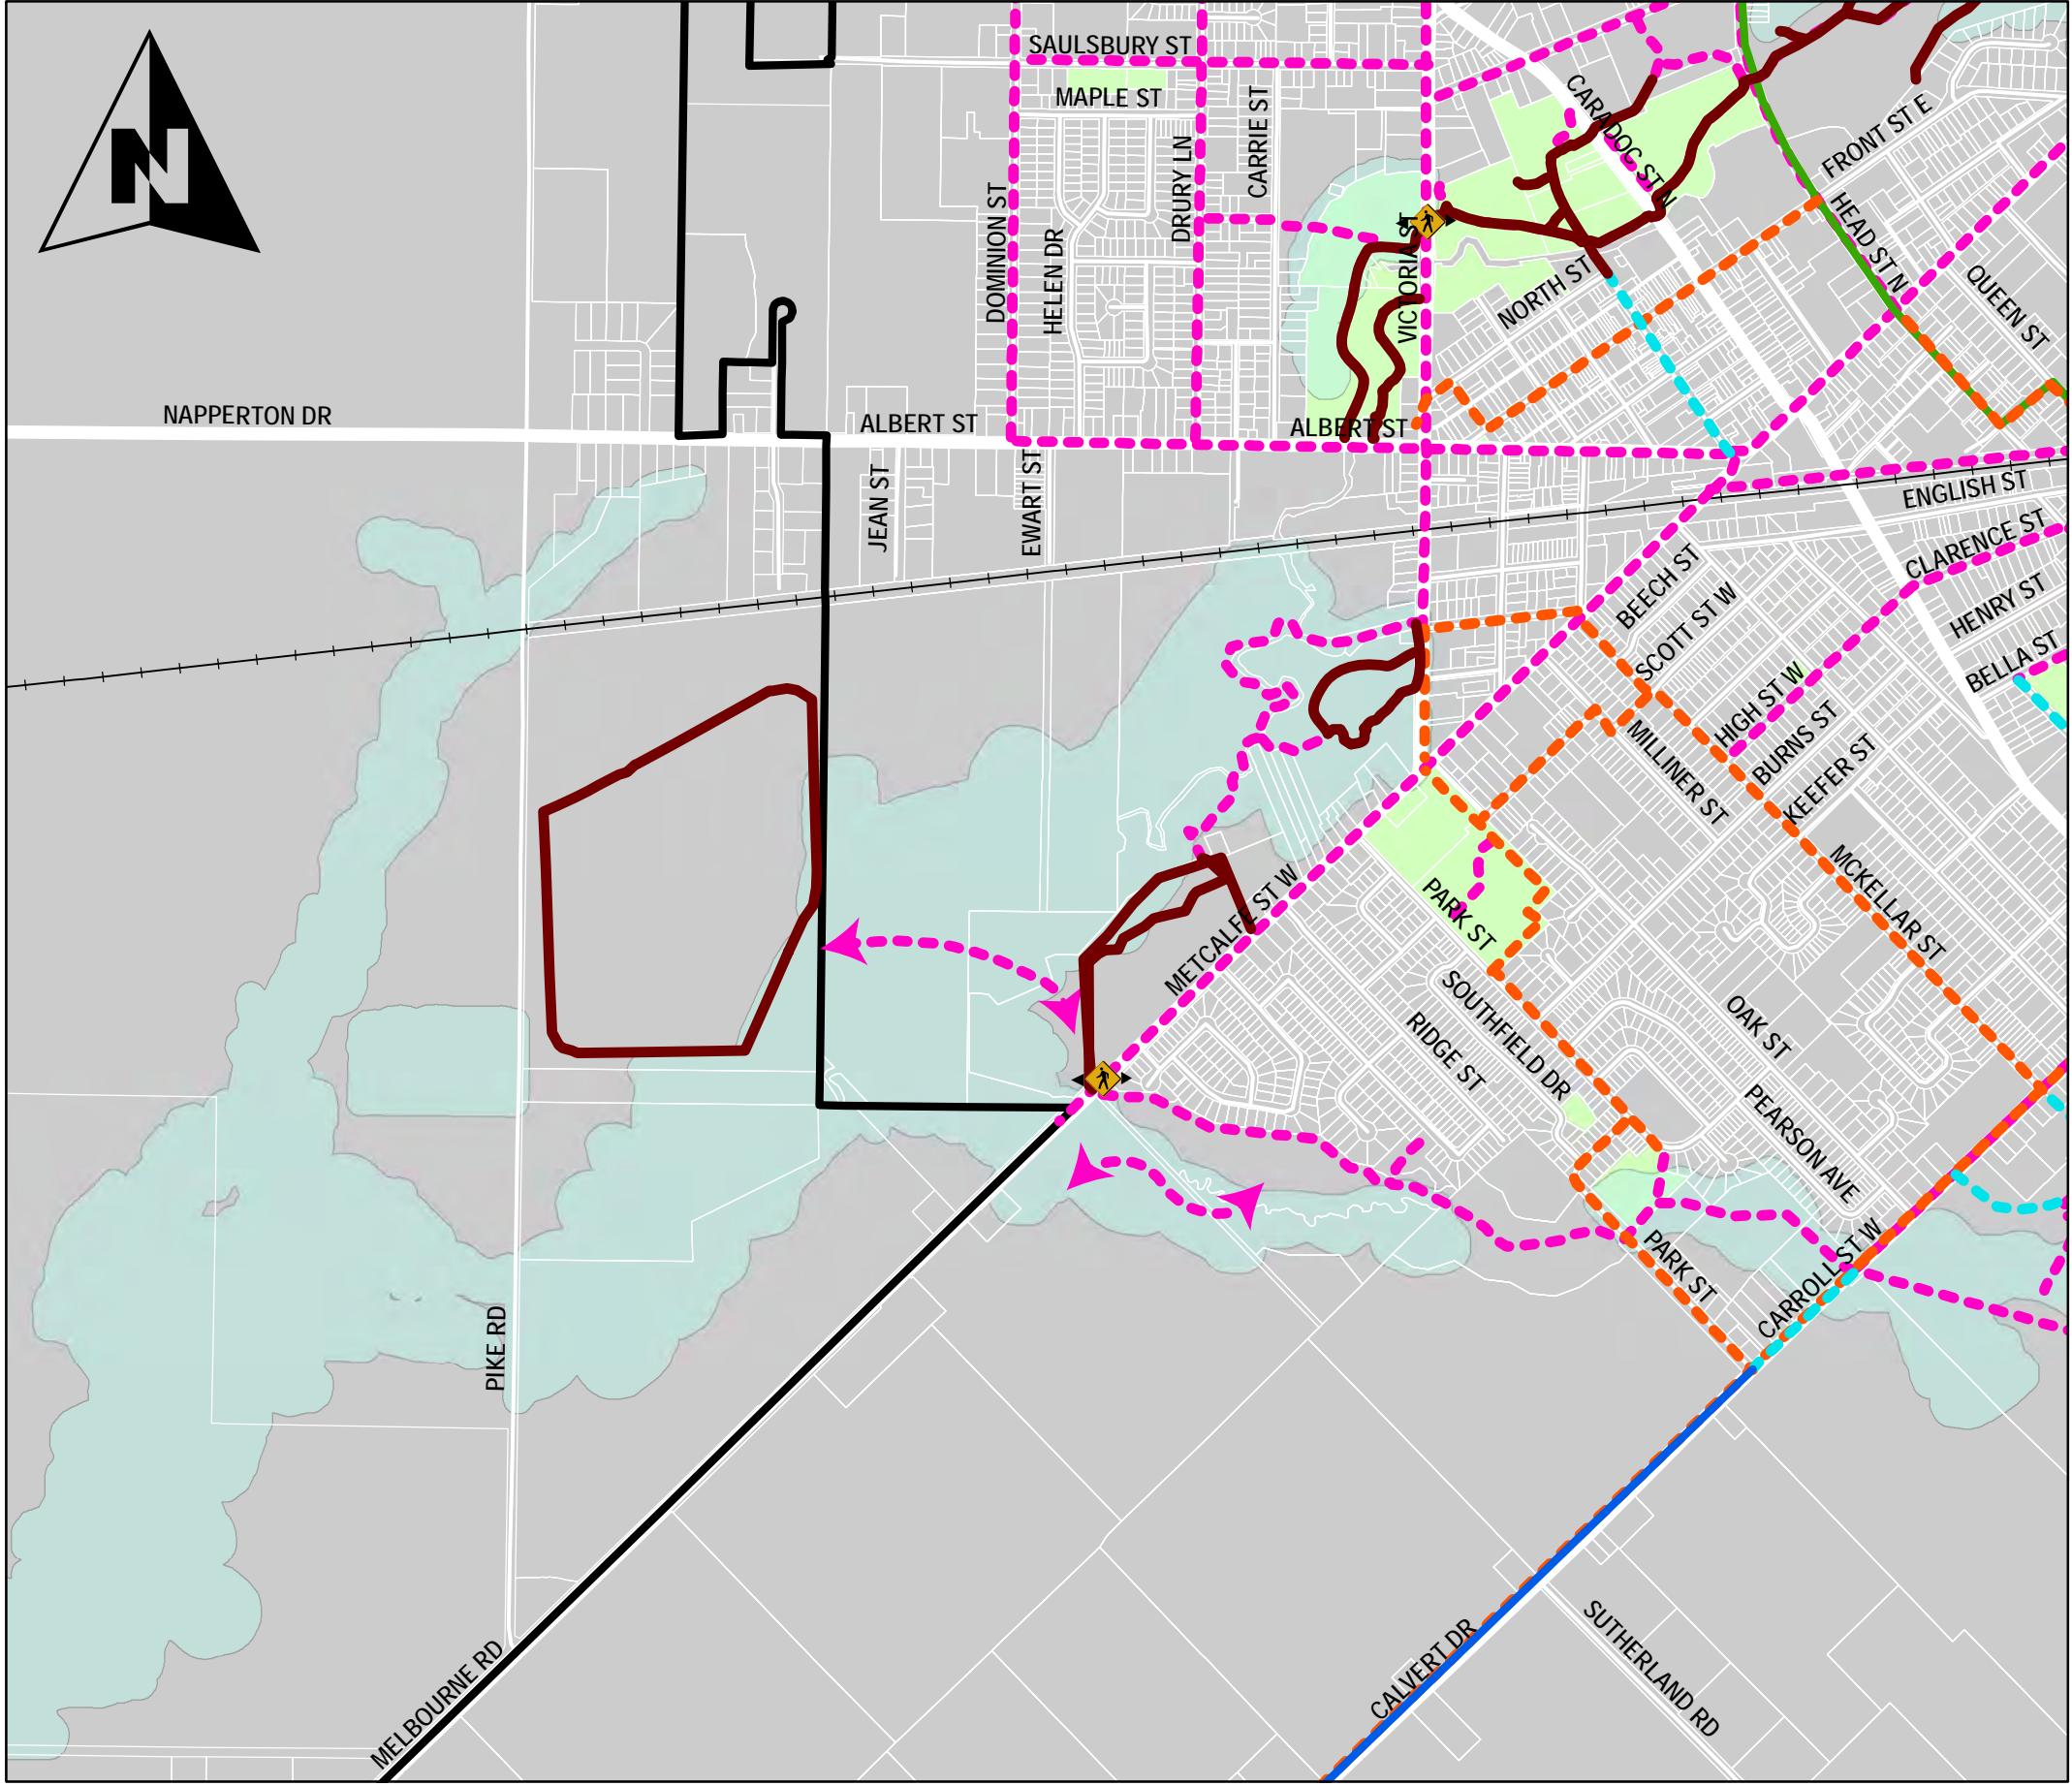 N
SAULSBURY ST
MAPLE ST
CARRIE ST
DRURY LN
DOMINION ST
HELEN DR
CARADOC ST N
FRONT ST E
HEAD ST N
QUEEN ST
VICTORIA ST
NORTH ST
NAPPERTON DR
ALBERT ST
ALBERT ST
JEAN ST
EWART ST
ENGLISH ST
CLARENCE ST
HENRY ST
BELLA ST
BEECH ST
SCOTT ST W
HIGH ST W
BURNS ST
KEEFER ST
MILLINER ST
MCKELLAR ST
METCALFE ST W
PARK ST
SOUTHFIELD DR
RIDGE ST
OAK ST
PEARSON AVE
PARK ST
CARROLL ST W
PIKE RD
MELBOURNE RD
CALVERT DR
SUTHERLAND RD